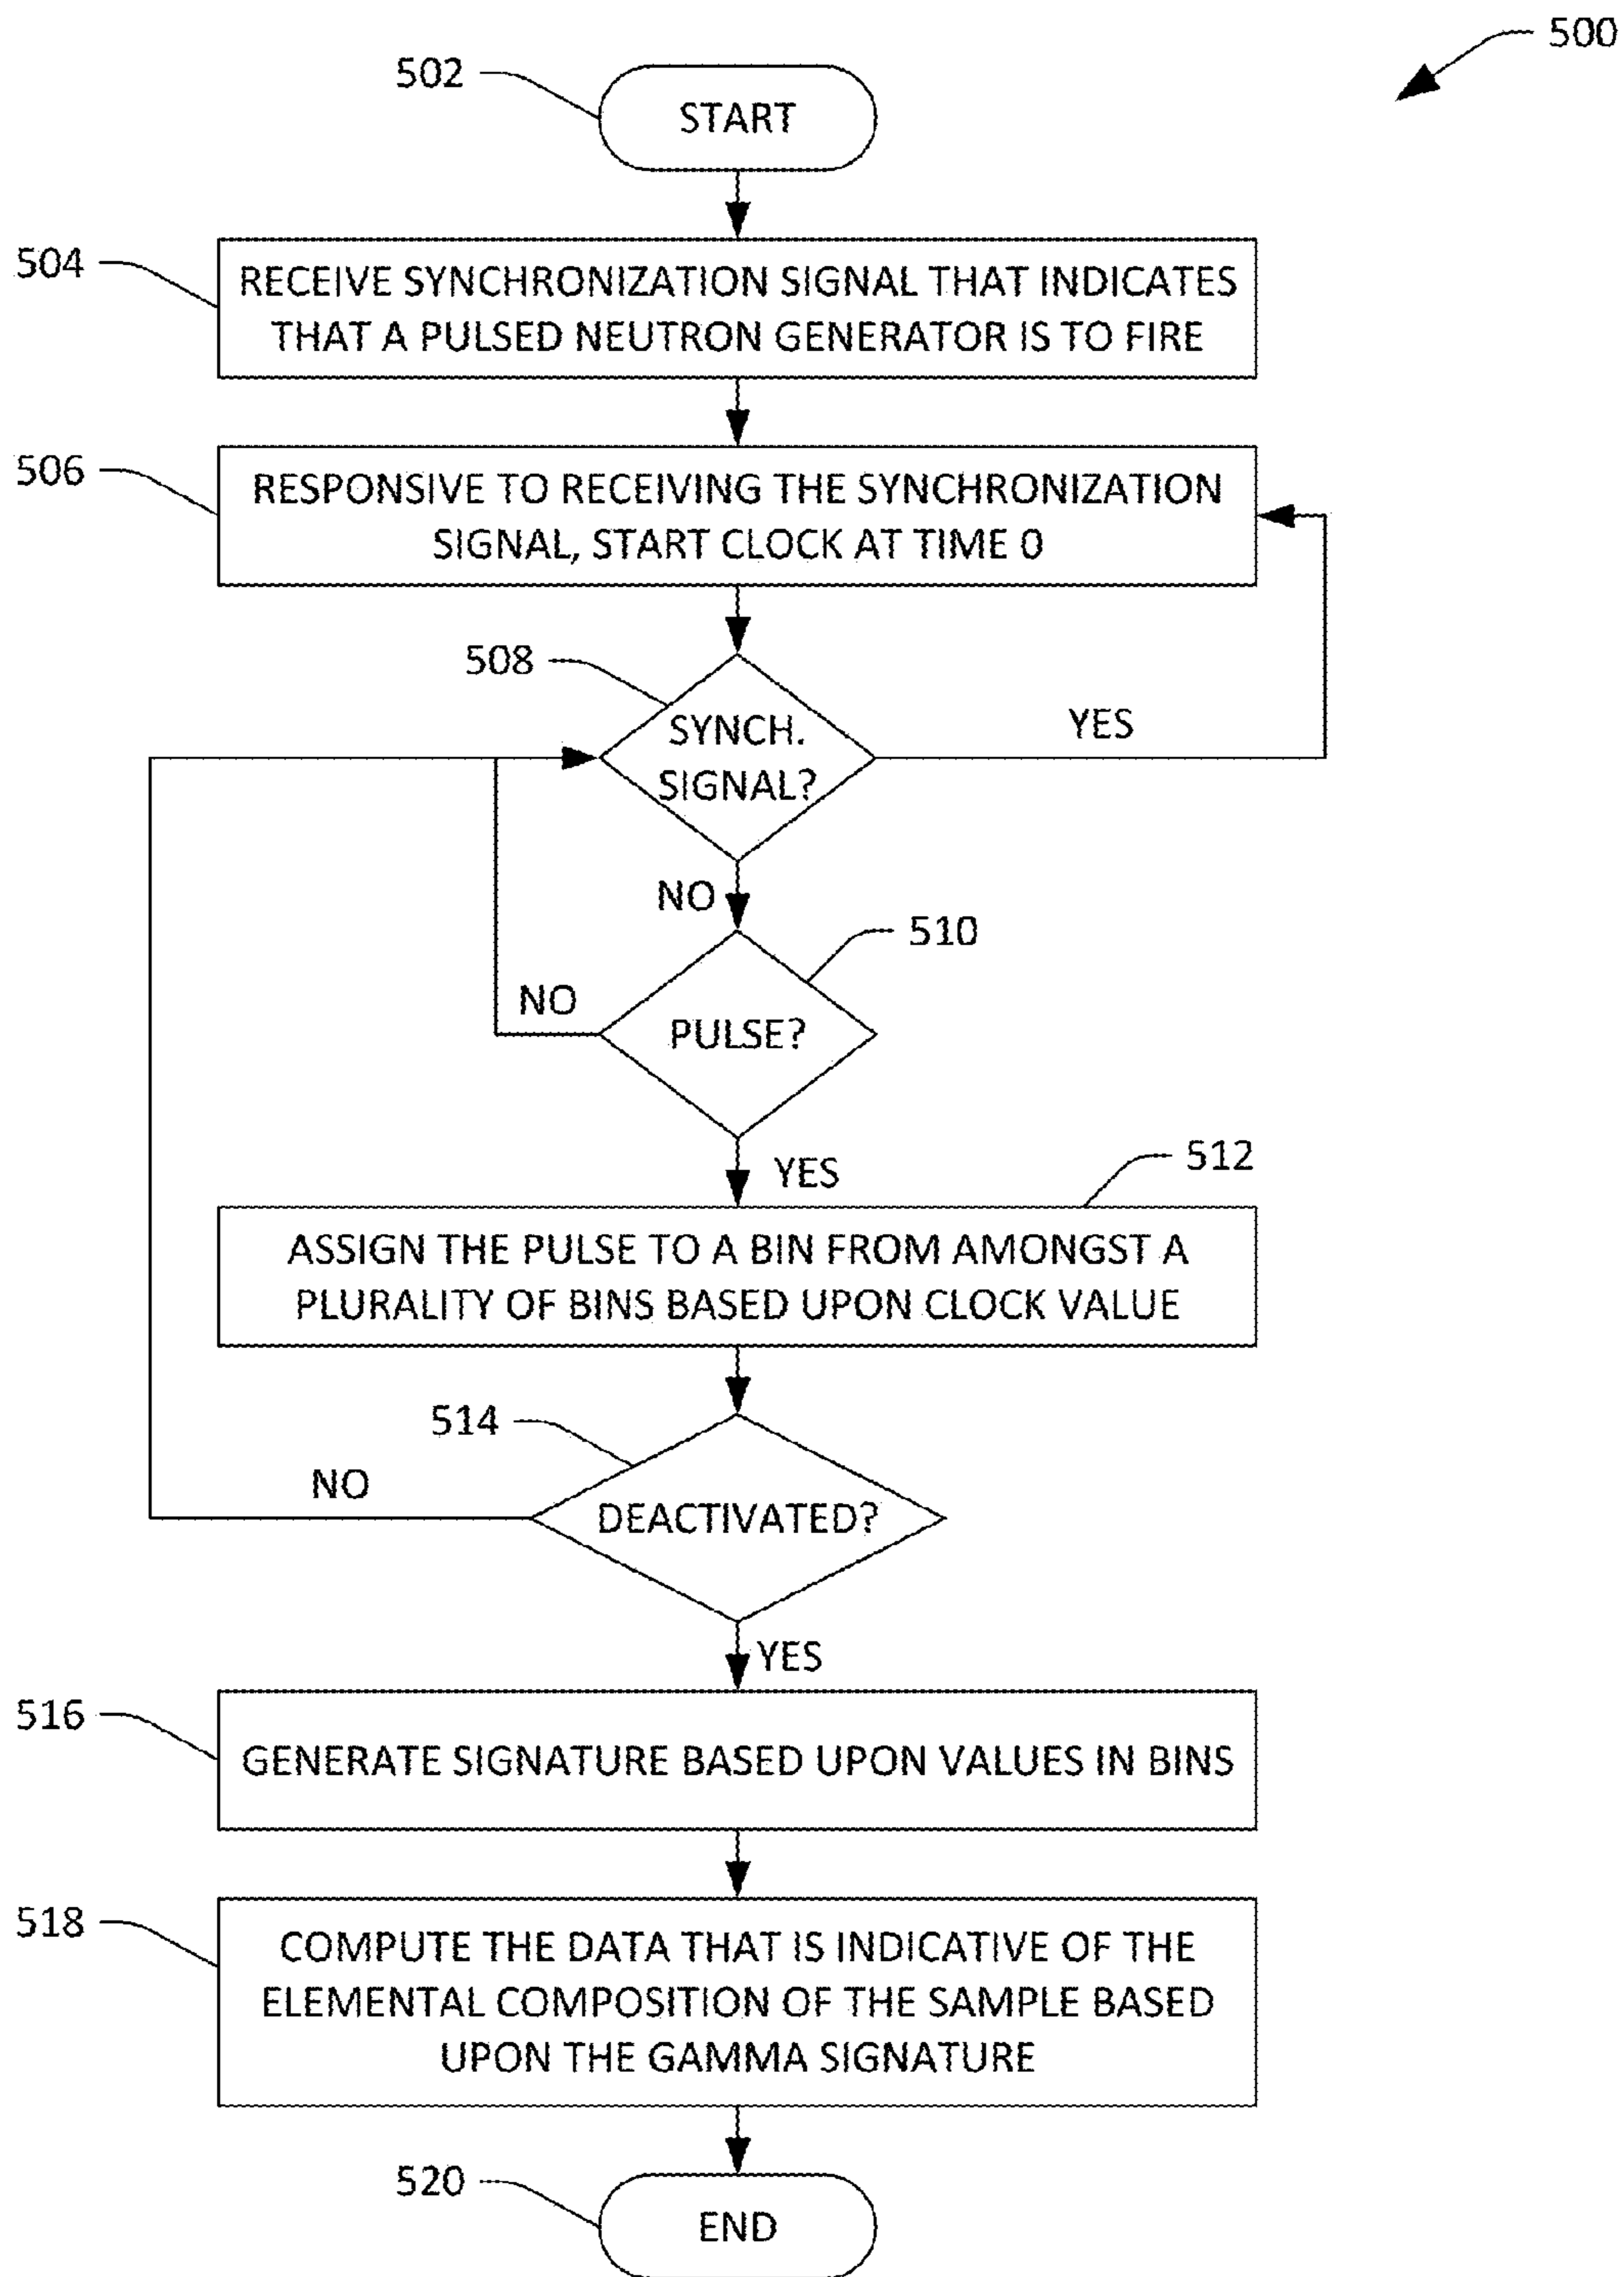 500
502
START
504
RECEIVE SYNCHRONIZATION SIGNAL THAT INDICATES
THAT A PULSED NEUTRON GENERATOR IS TO FIRE
506
RESPONSIVE TO RECEIVING THE SYNCHRONIZATION
SIGNAL, START CLOCK AT TIME 0
508
SYNCH.
SIGNAL?
YES
NO
510
NO
PULSE?
YES
512
ASSIGN THE PULSE TO A BIN FROM AMONGST A
PLURALITY OF BINS BASED UPON CLOCK VALUE
514
NO
DEACTIVATED?
YES
516
GENERATE SIGNATURE BASED UPON VALUES IN BINS
518
COMPUTE THE DATA THAT IS INDICATIVE OF THE
ELEMENTAL COMPOSITION OF THE SAMPLE BASED
UPON THE GAMMA SIGNATURE
520
END